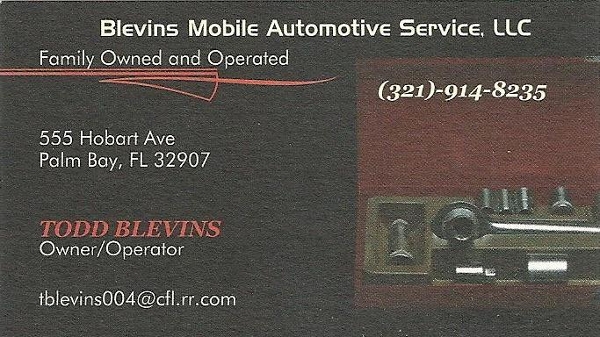 Blevins Mobile Automotive Service, LLC
Family Owned and Operated
(321)-914-8235
555 Hobart Ave
Palm Bay, FL 32907
TODD BLEVINS
Owner/Operator
tblevins004@cfl.rr.com